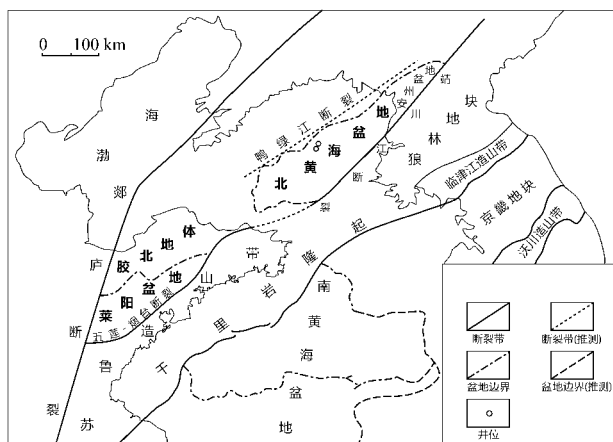 0 100 km
渤海
郯庐断裂
鸭绿江断裂
北黄海盆地
安州盆地
清川江断裂
狼林地块
临津江造山带
京畿地块
沃川造山带
胶北地体
莱阳盆地
五莲-烟台断裂
苏鲁造山带
千里岩隆起
南黄海盆地
断裂带
断裂带(推测)
盆地边界
盆地边界(推测)
井位